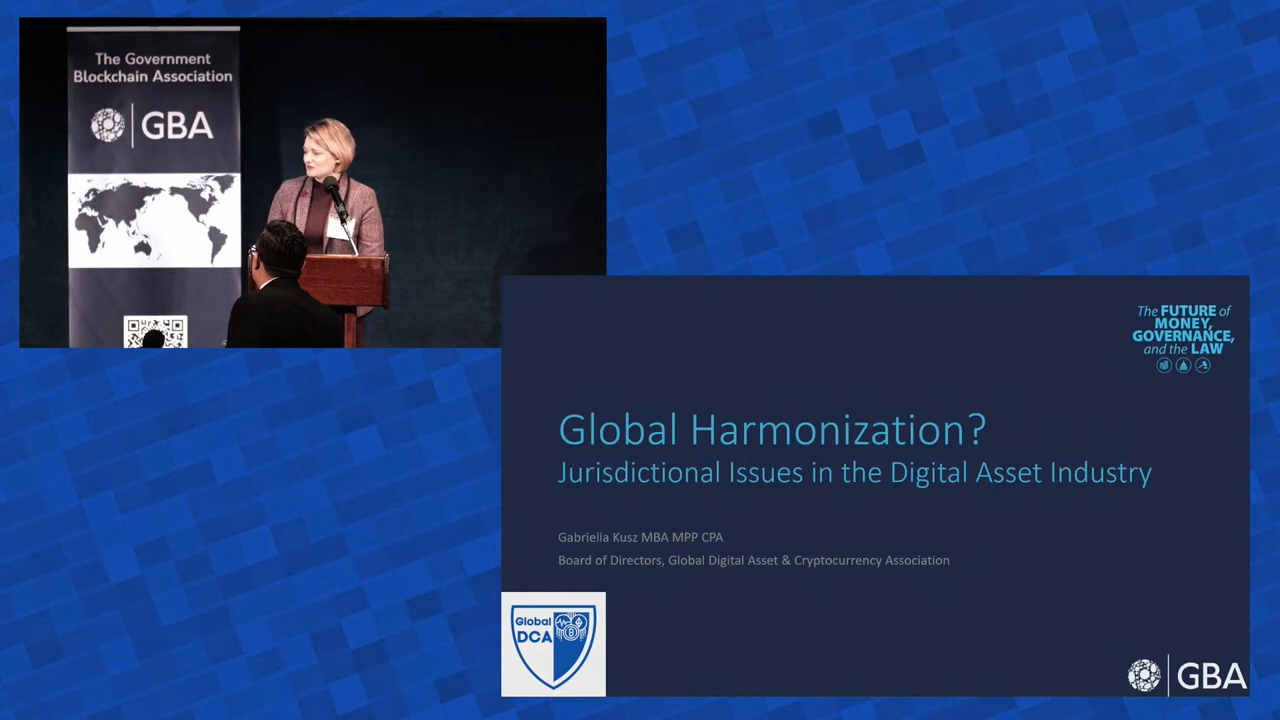 The Government
Blockchain Association
GBA
The FUTURE of
MONEY,
GOVERNANCE,
and the LAW
Global Harmonization?
Jurisdictional Issues in the Digital Asset Industry
Gabriella Kusz MBA MPP CPA
Board of Directors, Global Digital Asset & Cryptocurrency Association
Global
DCA
GBA